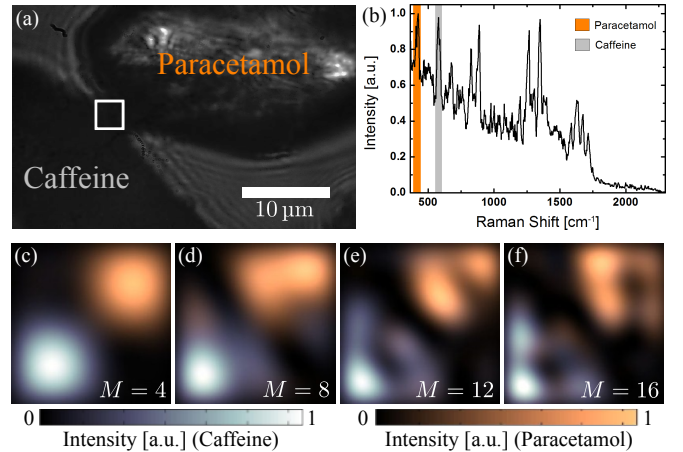 (a)
Paracetamol
Caffeine
10 μm
(b)
Paracetamol
Caffeine
Intensity [a.u.]
1.0
0.8
0.6
0.4
0.2
0.0
500 1000 1500 2000
Raman Shift [cm⁻¹]
(c) (d) (e) (f)
M = 4 M = 8 M = 12 M = 16
0 1 0 1
Intensity [a.u.] (Caffeine) Intensity [a.u.] (Paracetamol)